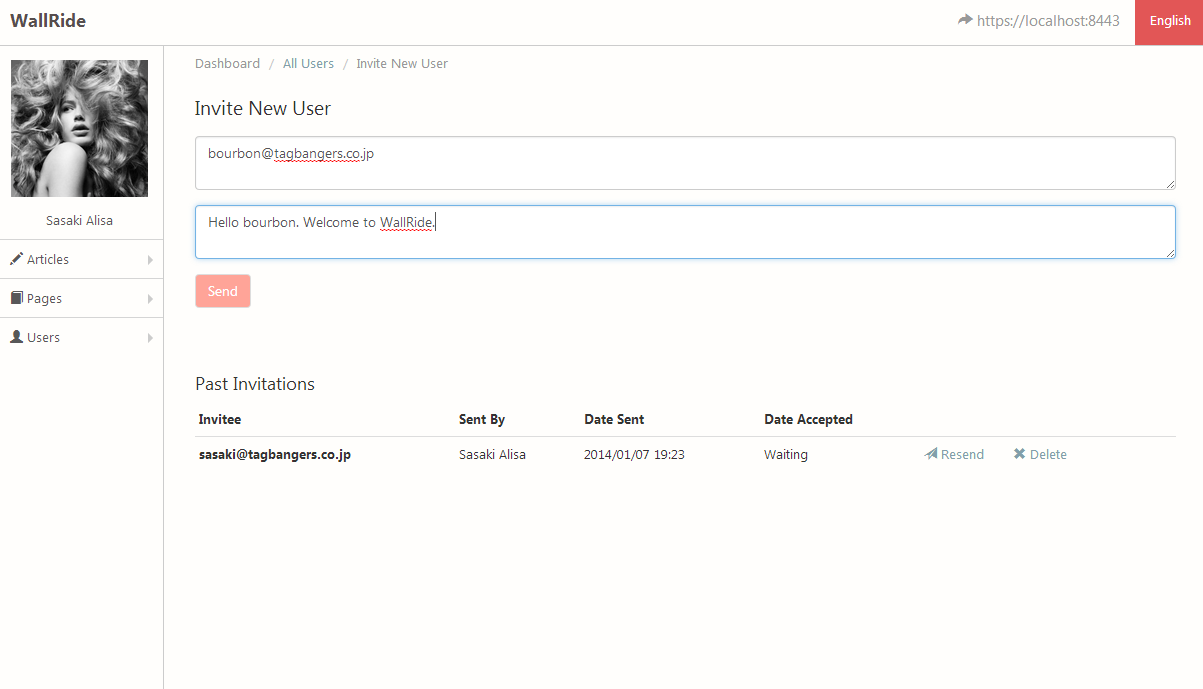 WallRide
https://localhost:8443
English
Sasaki Alisa
Articles
Pages
Users
Dashboard / All Users / Invite New User
Invite New User
bourbon@tagbangers.co.jp
Hello bourbon. Welcome to WallRide.
Send
Past Invitations
Invitee Sent By Date Sent Date Accepted
sasaki@tagbangers.co.jp Sasaki Alisa 2014/01/07 19:23 Waiting Resend Delete